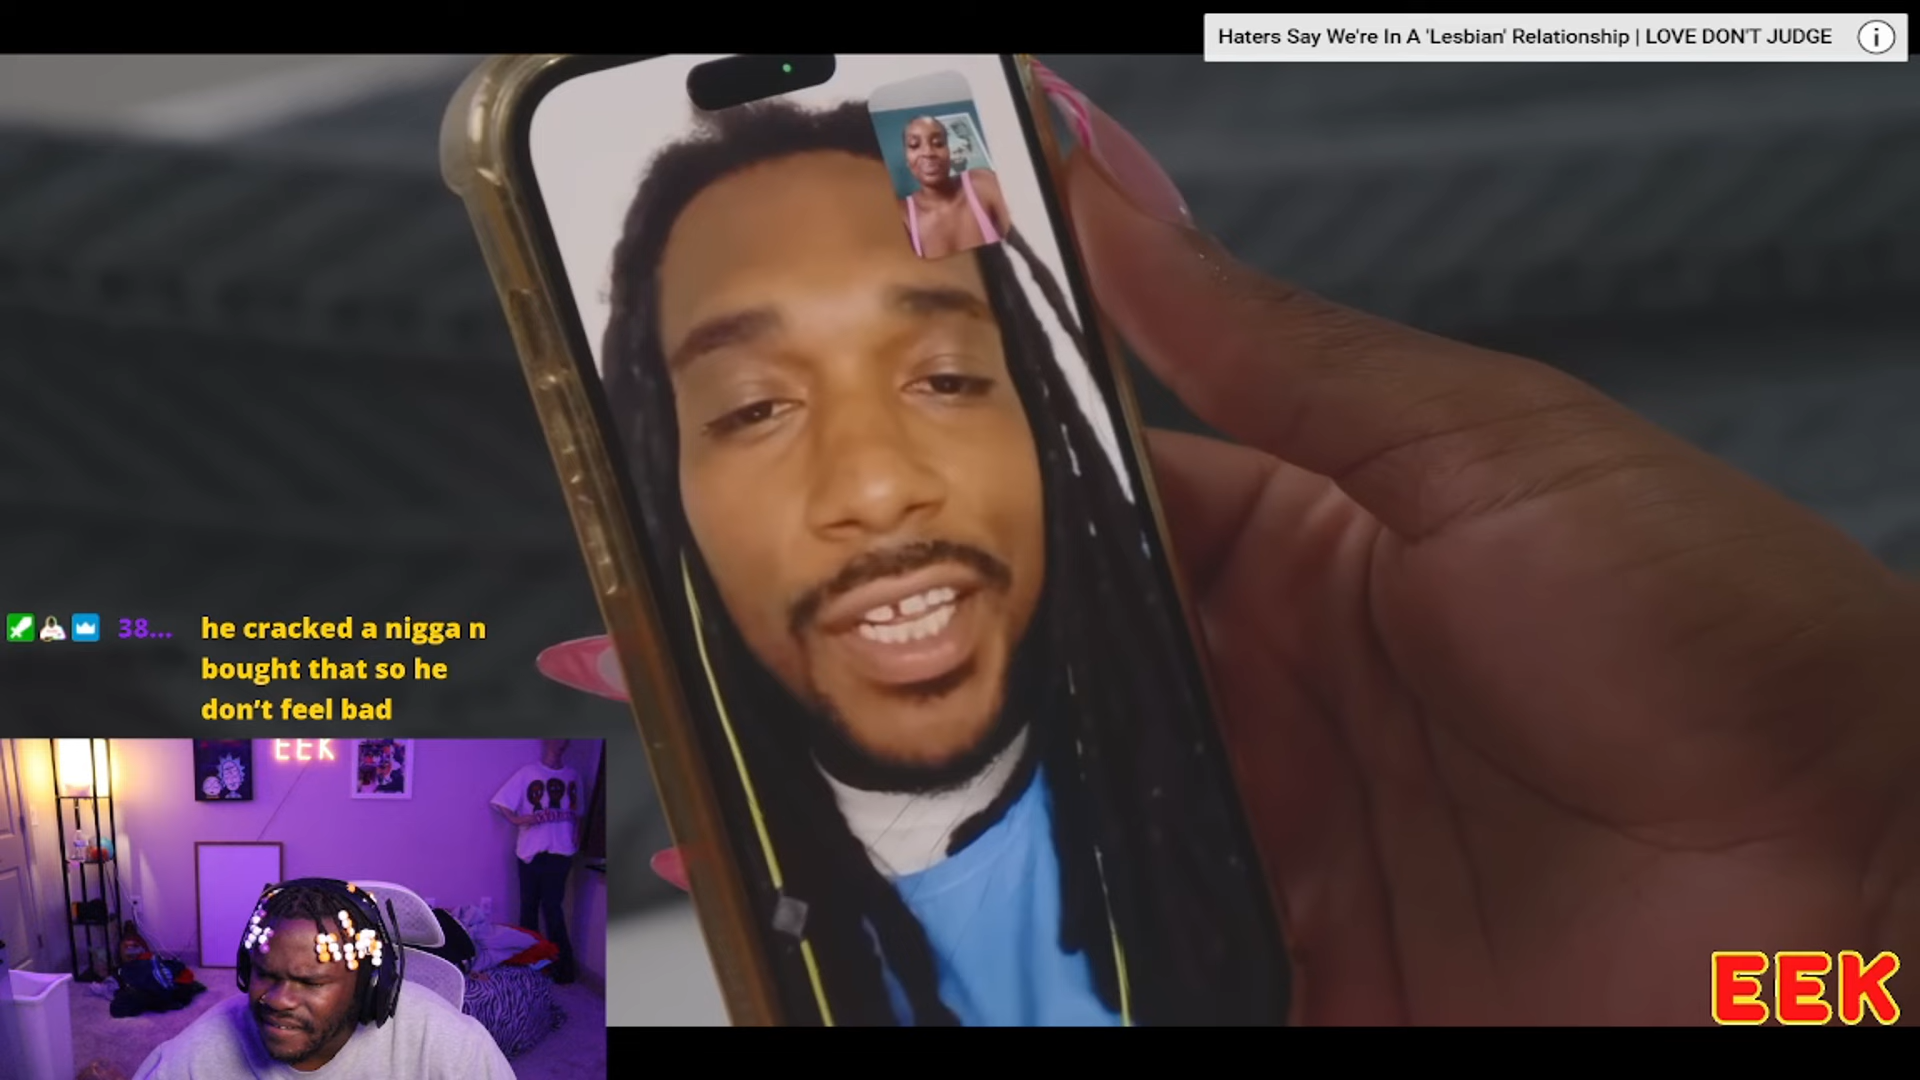 Haters Say We're In A 'Lesbian' Relationship | LOVE DON'T JUDGE
38... he cracked a nigga n
bought that so he
don't feel bad
EEK
EEK